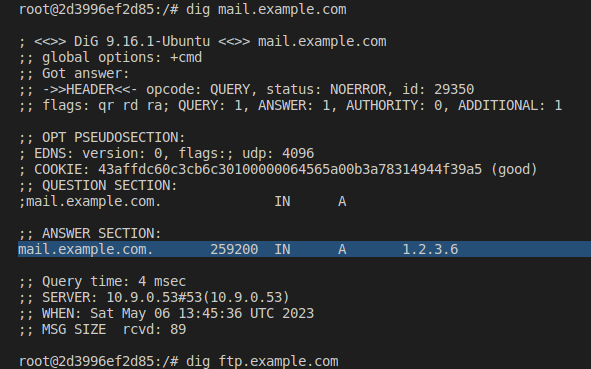 root@2d3996ef2d85:/# dig mail.example.com
; <<>> DiG 9.16.1-Ubuntu <<>> mail.example.com
;; global options: +cmd
;; Got answer:
;; ->>HEADER<<- opcode: QUERY, status: NOERROR, id: 29350
;; flags: qr rd ra; QUERY: 1, ANSWER: 1, AUTHORITY: 0, ADDITIONAL: 1
;; OPT PSEUDOSECTION:
; EDNS: version: 0, flags:; udp: 4096
; COOKIE: 43affdc60c3cb6c30100000064565a00b3a78314944f39a5 (good)
;; QUESTION SECTION:
;mail.example.com. IN A
;; ANSWER SECTION:
mail.example.com. 259200 IN A 1.2.3.6
;; Query time: 4 msec
;; SERVER: 10.9.0.53#53(10.9.0.53)
;; WHEN: Sat May 06 13:45:36 UTC 2023
;; MSG SIZE rcvd: 89
root@2d3996ef2d85:/# dig ftp.example.com